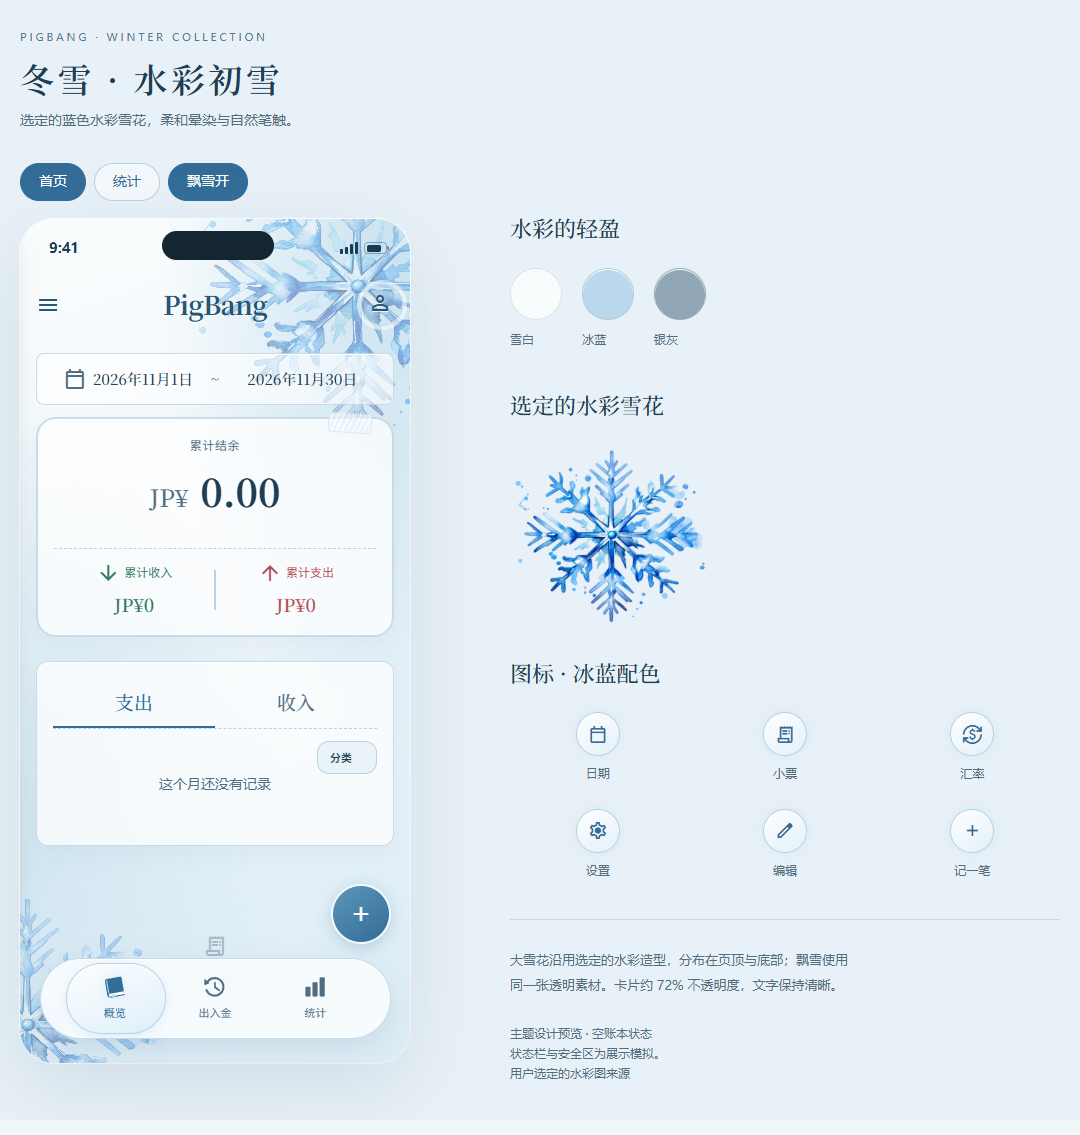 PIGBANG · WINTER COLLECTION
冬雪 · 水彩初雪
选定的蓝色水彩雪花，柔和晕染与自然笔触。
首页
统计
飘雪开
9:41
PigBang
2026年11月1日 ~ 2026年11月30日
累计结余
JP¥ 0.00
累计收入
JP¥0
累计支出
JP¥0
支出
收入
分类
这个月还没有记录
+
概览
出入金
统计
水彩的轻盈
雪白
冰蓝
银灰
选定的水彩雪花
图标 · 冰蓝配色
日期
小票
汇率
设置
编辑
记一笔
大雪花沿用选定的水彩造型，分布在页顶与底部；飘雪使用
同一张透明素材。卡片约 72% 不透明度，文字保持清晰。
主题设计预览 · 空账本状态
状态栏与安全区为展示模拟。
用户选定的水彩图来源